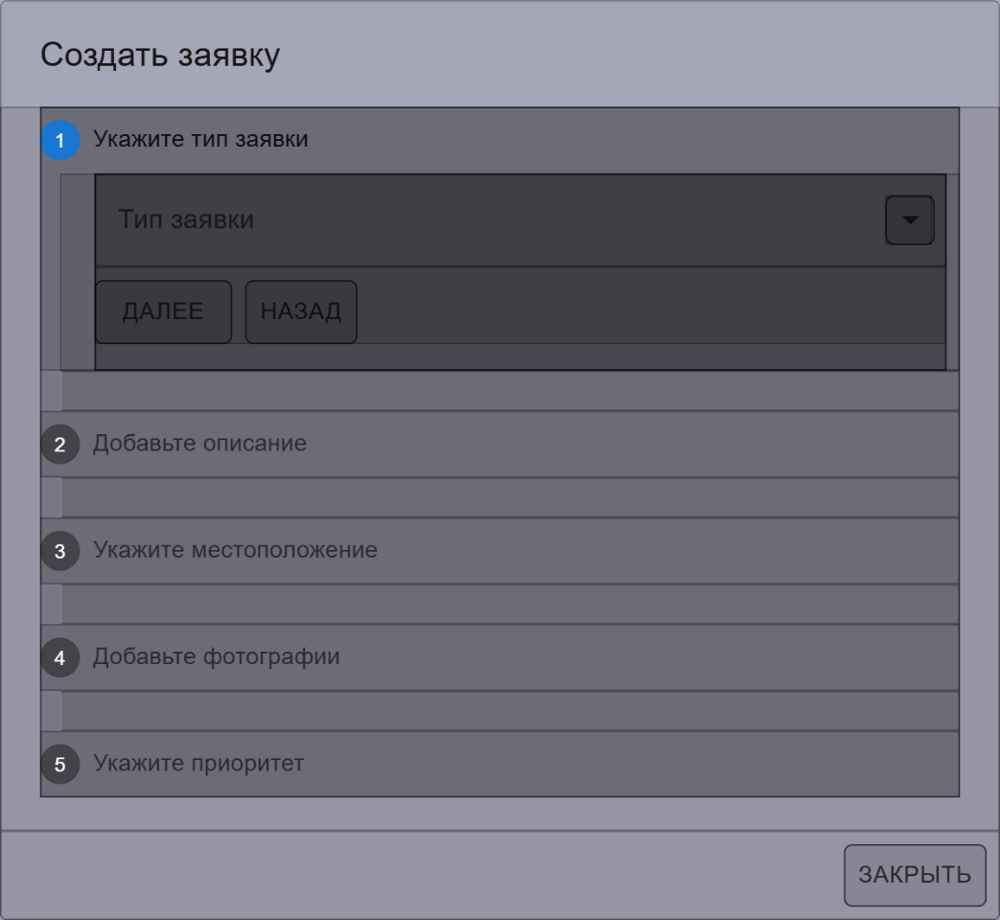 Создать заявку
1 Укажите тип заявки
Тип заявки
ДАЛЕЕ НАЗАД
2 Добавьте описание
3 Укажите местоположение
4 Добавьте фотографии
5 Укажите приоритет
ЗАКРЫТЬ